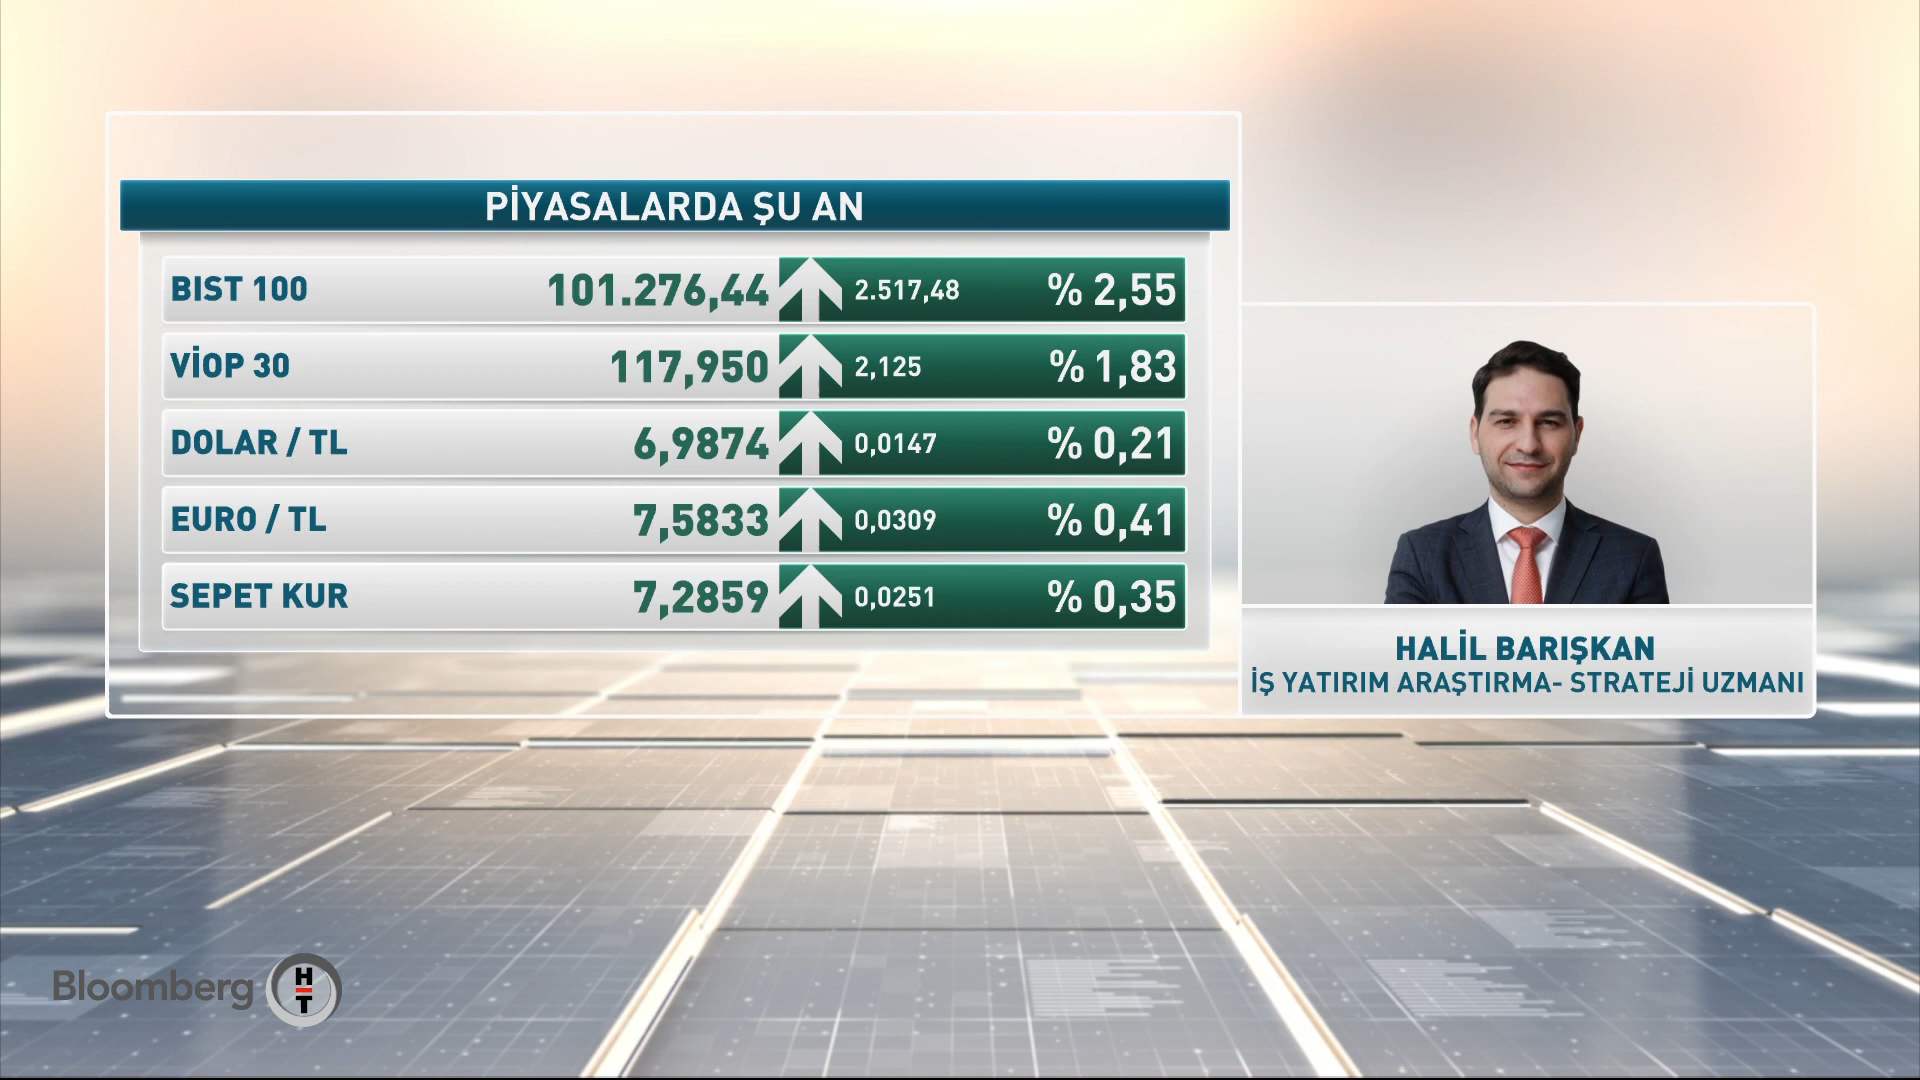 PİYASALARDA ŞU AN
BIST 100 101.276,44 2.517,48 % 2,55
VİOP 30 117,950 2,125 % 1,83
DOLAR / TL 6,9874 0,0147 % 0,21
EURO / TL 7,5833 0,0309 % 0,41
SEPET KUR 7,2859 0,0251 % 0,35
HALİL BARIŞKAN
İŞ YATIRIM ARAŞTIRMA- STRATEJİ UZMANI
Bloomberg HT